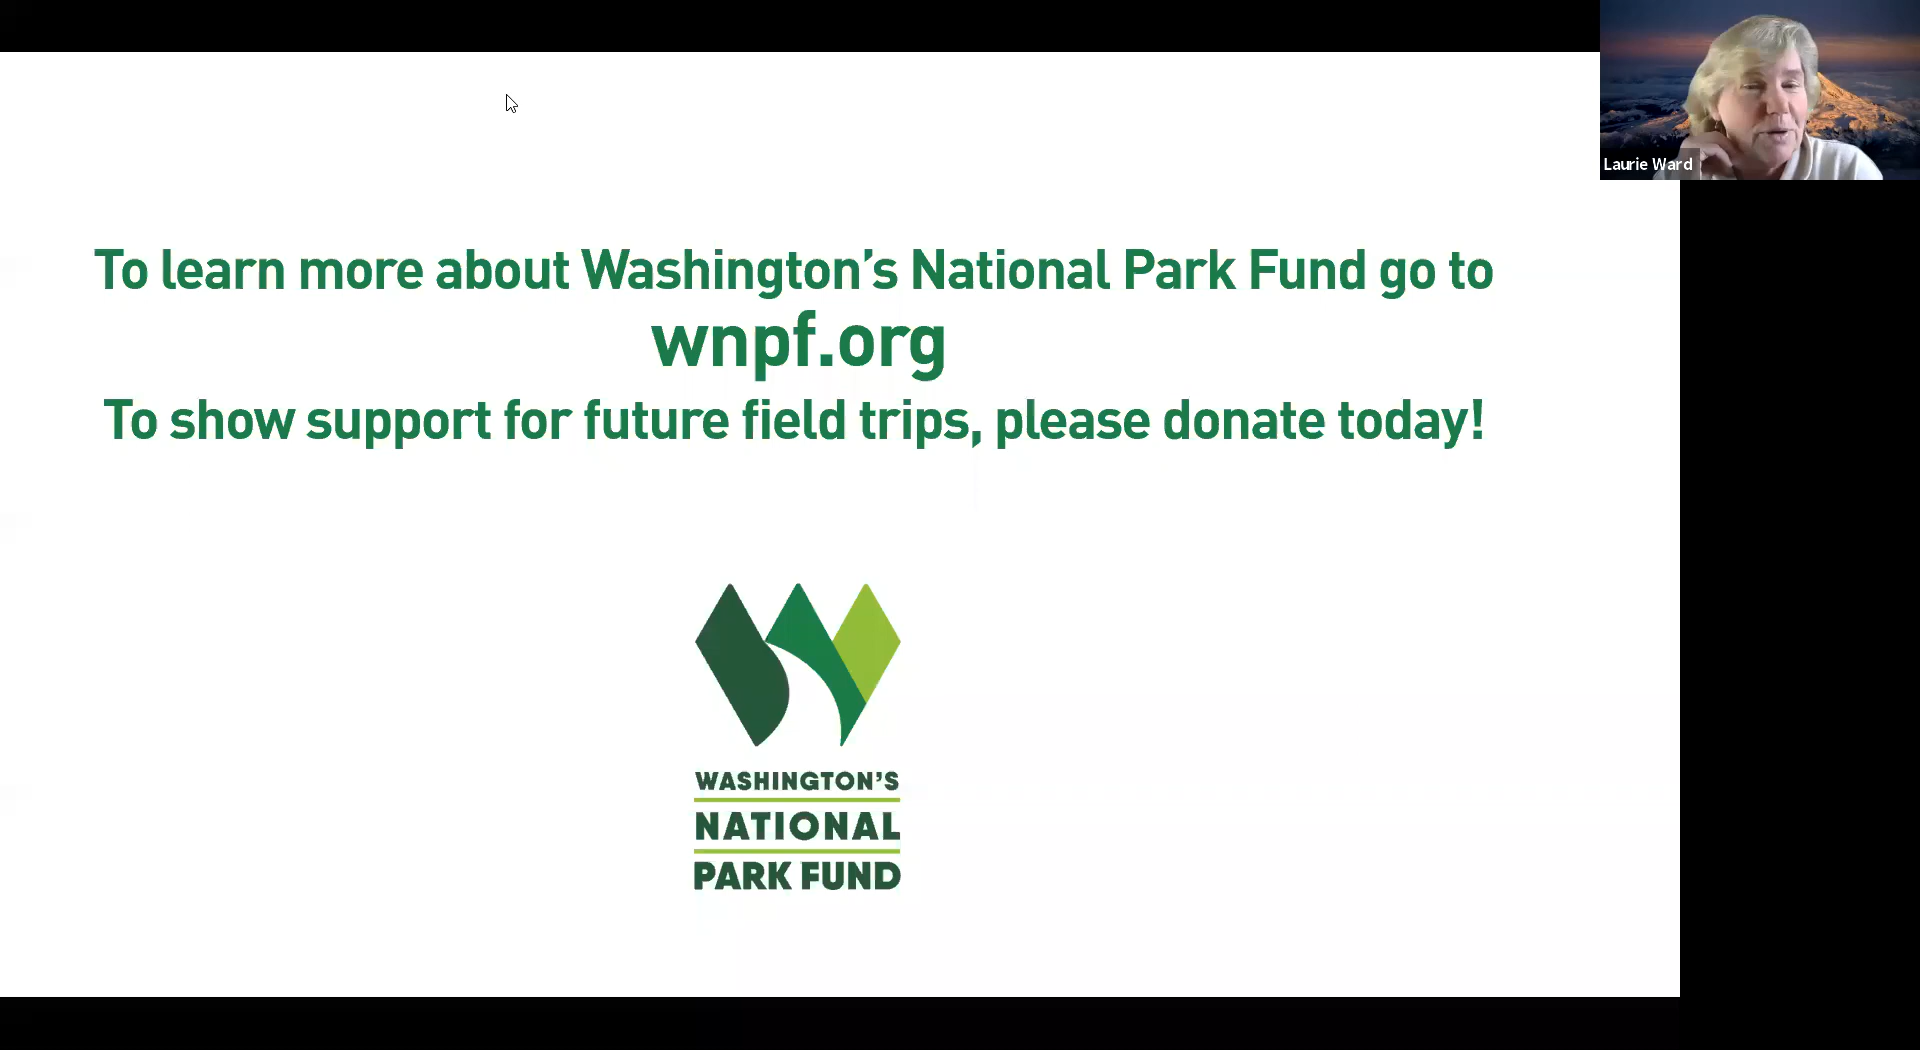 Laurie Ward
To learn more about Washington’s National Park Fund go to
wnpf.org
To show support for future field trips, please donate today!
WASHINGTON’S
NATIONAL
PARK FUND